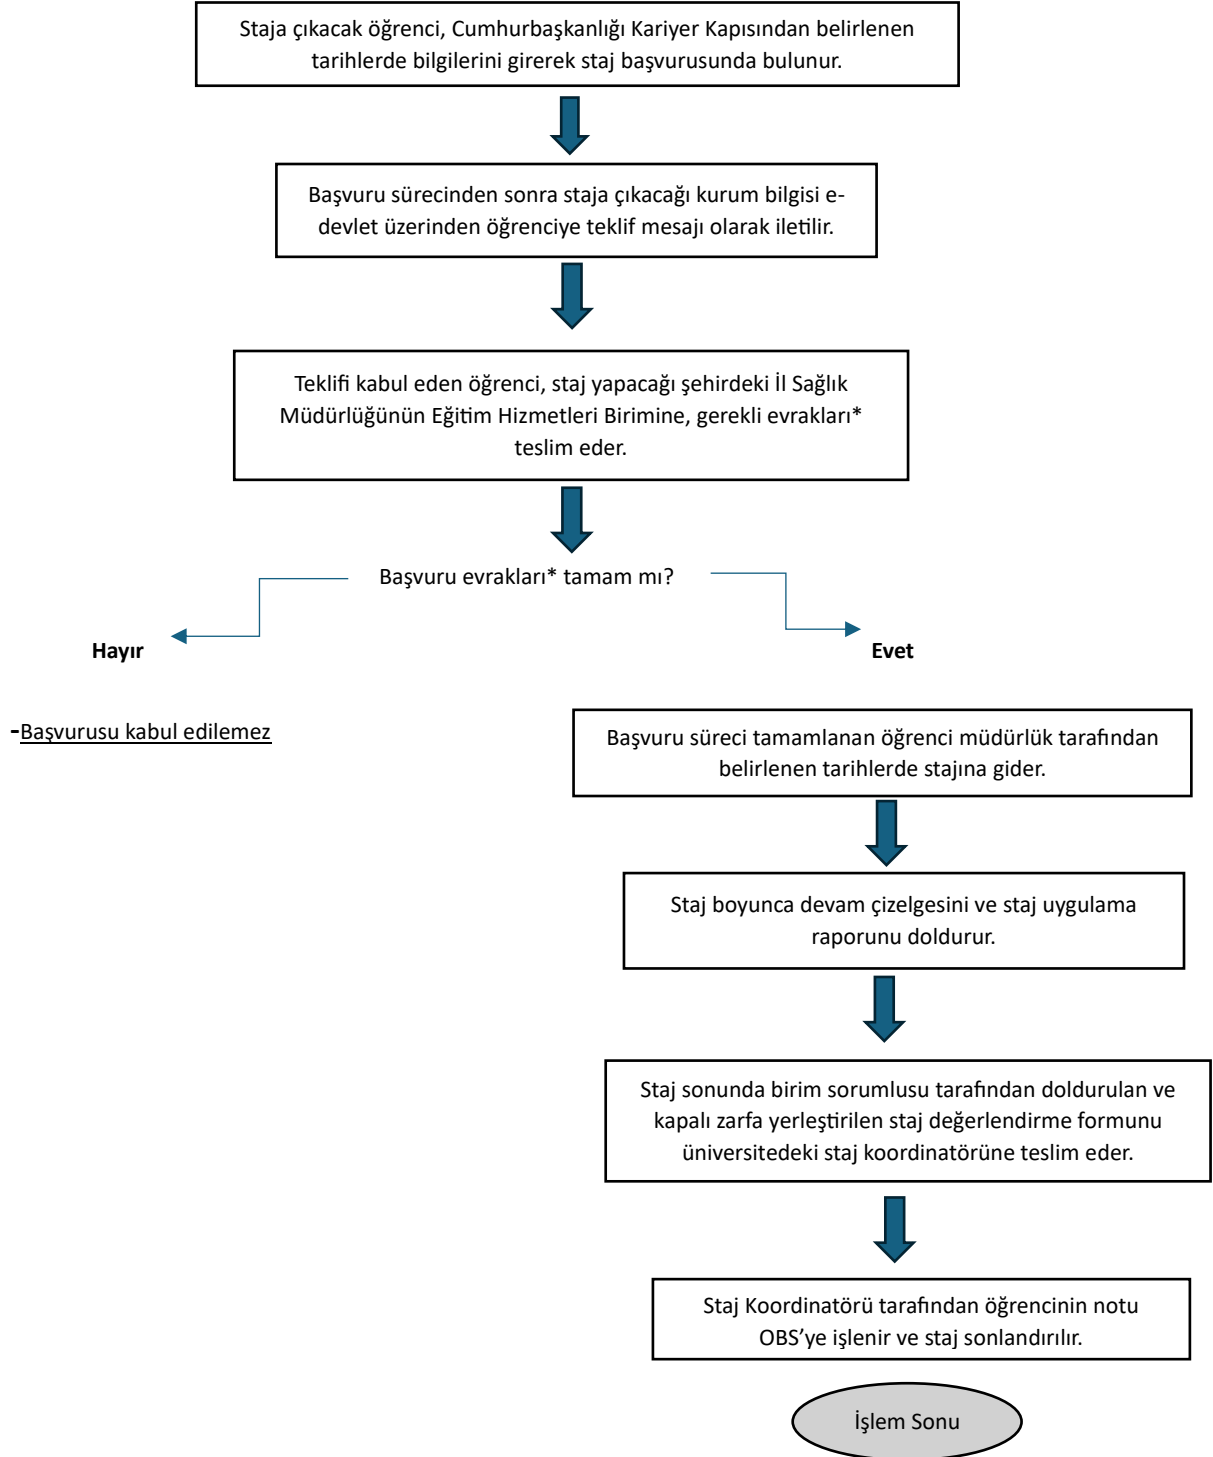 Staja çıkacak öğrenci, Cumhurbaşkanlığı Kariyer Kapısından belirlenen
tarihlerde bilgilerini girerek staj başvurusunda bulunur.
Başvuru sürecinden sonra staja çıkacağı kurum bilgisi e-
devlet üzerinden öğrenciye teklif mesajı olarak iletilir.
Teklifi kabul eden öğrenci, staj yapacağı şehirdeki İl Sağlık
Müdürlüğünün Eğitim Hizmetleri Birimine, gerekli evrakları*
teslim eder.
Başvuru evrakları* tamam mı?
Hayır
Evet
-Başvurusu kabul edilemez
Başvuru süreci tamamlanan öğrenci müdürlük tarafından
belirlenen tarihlerde stajına gider.
Staj boyunca devam çizelgesini ve staj uygulama
raporunu doldurur.
Staj sonunda birim sorumlusu tarafından doldurulan ve
kapalı zarfa yerleştirilen staj değerlendirme formunu
üniversitedeki staj koordinatörüne teslim eder.
Staj Koordinatörü tarafından öğrencinin notu
OBS’ye işlenir ve staj sonlandırılır.
İşlem Sonu